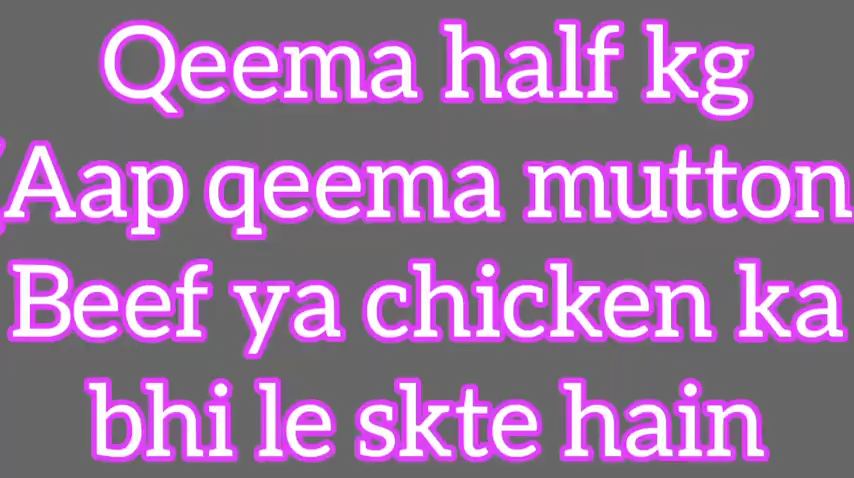 Qeema half kg
Aap qeema mutton
Beef ya chicken ka
bhi le skte hain